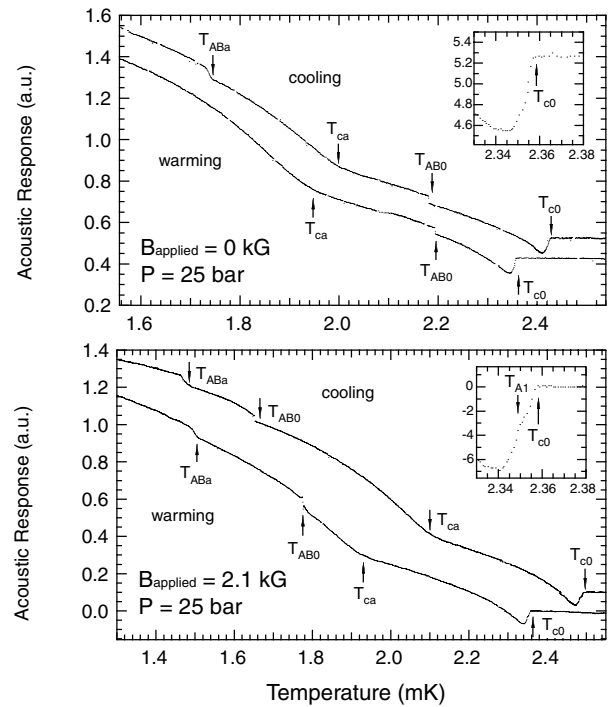 1.6
1.4
1.2
1.0
0.8
0.6
0.4
0.2
Acoustic Response (a.u.)
T_ABa
cooling
T_ca
T_AB0
T_c0
warming
T_ca
T_AB0
T_c0
B_applied = 0 kG
P = 25 bar
5.4
5.2
5.0
4.8
4.6
T_c0
2.34 2.36 2.38
1.6 1.8 2.0 2.2 2.4
1.4
1.2
1.0
0.8
0.6
0.4
0.2
0.0
Acoustic Response (a.u.)
T_ABa
T_AB0
cooling
T_ca
T_c0
T_ABa
warming
T_AB0
T_ca
T_c0
B_applied = 2.1 kG
P = 25 bar
0
-2
-4
-6
T_A1
T_c0
2.34 2.36 2.38
1.4 1.6 1.8 2.0 2.2 2.4
Temperature (mK)